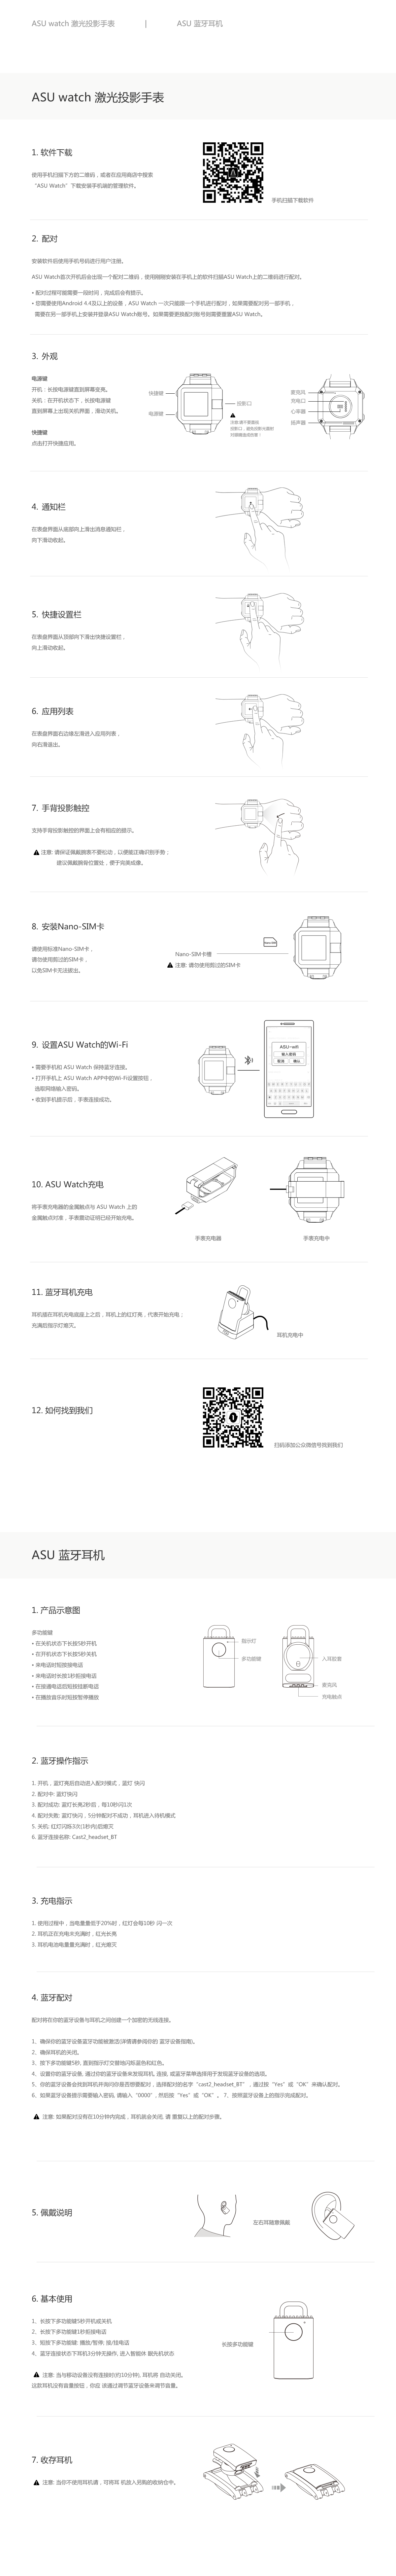 ASU watch 激光投影手表 | ASU 蓝牙耳机
ASU watch 激光投影手表
1. 软件下载
使用手机扫描下方的二维码，或者在应用商店中搜索
“ASU Watch”下载安装手机端的管理软件。
手机扫描下载软件
2. 配对
安装软件后使用手机号码进行用户注册。
ASU Watch首次开机后会出现一个配对二维码，使用刚刚安装在手机上的软件扫描ASU Watch上的二维码进行配对。
• 配对过程可能需要一段时间，完成后会有提示。
• 您需要使用Android 4.4及以上的设备，ASU Watch 一次只能跟一个手机进行配对，如果需要配对另一部手机，
需要在另一部手机上安装并登录ASU Watch账号。如果需要更换配对账号则需要重置ASU Watch。
3. 外观
电源键
开机：长按电源键直到屏幕变亮。
关机：在开机状态下，长按电源键
直到屏幕上出现关机界面，滑动关机。
快捷键
点击打开快捷应用。
快捷键
电源键
投影口
注意:请不要直视
投影口，避免投影光直射
对眼睛造成伤害！
麦克风
充电口
心率器
扬声器
4. 通知栏
在表盘界面从底部向上滑出消息通知栏，
向下滑动收起。
5. 快捷设置栏
在表盘界面从顶部向下滑出快捷设置栏，
向上滑动收起。
6. 应用列表
在表盘界面右边缘左滑进入应用列表，
向右滑退出。
7. 手背投影触控
支持手背投影触控的界面上会有相应的提示。
注意: 请保证佩戴腕表不要松动，以便能正确识别手势；
建议佩戴腕骨位置处，便于完美成像。
8. 安装Nano-SIM卡
请使用标准Nano-SIM卡，
请勿使用剪过的SIM卡，
以免SIM卡无法拔出。
Nano-SIM卡槽
注意: 请勿使用剪过的SIM卡
9. 设置ASU Watch的Wi-Fi
• 需要手机和 ASU Watch 保持蓝牙连接。
• 打开手机上 ASU Watch APP中的Wi-Fi设置按钮，
选取网络输入密码。
• 收到手机提示后，手表连接成功。
ASU-wifi
输入密码
取消 确认
10. ASU Watch充电
将手表充电器的金属触点与 ASU Watch 上的
金属触点对准，手表震动证明已经开始充电。
手表充电器
手表充电中
11. 蓝牙耳机充电
耳机插在耳机充电底座上之后，耳机上的红灯亮，代表开始充电；
充满后指示灯熄灭。
耳机充电中
12. 如何找到我们
扫码添加公众微信号找到我们
ASU 蓝牙耳机
1. 产品示意图
多功能键
• 在关机状态下长按5秒开机
• 在开机状态下长按5秒关机
• 来电话时短按接电话
• 来电话时长按1秒拒接电话
• 在接通电话后短按挂断电话
• 在播放音乐时短按暂停播放
指示灯
多功能键
入耳胶套
麦克风
充电触点
2. 蓝牙操作指示
1. 开机，蓝灯亮后自动进入配对模式，蓝灯 快闪
2. 配对中: 蓝灯快闪
3. 配对成功: 蓝灯长亮2秒后，每10秒闪1次
4. 配对失败: 蓝灯快闪，5分钟配对不成功，耳机进入待机模式
5. 关机: 红灯闪烁3次(1秒内)后熄灭
6. 蓝牙连接名称: Cast2_headset_BT
3. 充电指示
1. 使用过程中，当电量量低于20%时，红灯会每10秒 闪一次
2. 耳机正在充电未充满时，红光长亮
3. 耳机电池电量量充满时，红光熄灭
4. 蓝牙配对
配对将在你的蓝牙设备与耳机之间创建一个加密的无线连接。
1、确保你的蓝牙设备蓝牙功能被激活(详情请参阅你的 蓝牙设备指南)。
2、确保耳机的关闭。
3、按下多功能键5秒, 直到指示灯交替地闪烁蓝色和红色。
4、设置你的蓝牙设备, 通过你的蓝牙设备来发现耳机, 连接, 或蓝牙菜单选择用于发现蓝牙设备的选项。
5、你的蓝牙设备会找到耳机并询问你是否想要配对，选择配对的名字“cast2_headset_BT”，通过按“Yes”或“OK”来确认配对。
6、如果蓝牙设备提示需要输入密码, 请输入“0000”, 然后按“Yes”或“OK”。 7、按照蓝牙设备上的指示完成配对。
注意: 如果配对没有在10分钟内完成，耳机就会关闭, 请 重复以上的配对步骤。
5. 佩戴说明
左右耳随意佩戴
6. 基本使用
1、长按下多功能键5秒开机或关机
2、长按下多功能键1秒拒接电话
3、短按下多功能键: 播放/暂停; 接/挂电话
4、蓝牙连接状态下耳机3分钟无操作, 进入智能休 眠先机状态
注意: 当与移动设备没有连接时(约10分钟), 耳机将 自动关闭。
这款耳机没有音量按钮，你应 该通过调节蓝牙设备来调节音量。
长按多功能键
7. 收存耳机
注意: 当你不使用耳机请，可将耳 机放入另购的收纳仓中。